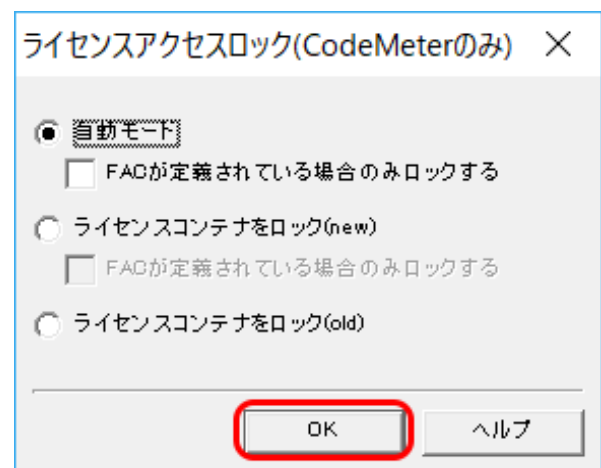 ライセンスアクセスロック(CodeMeterのみ)
自動モード
FACが定義されている場合のみロックする
ライセンスコンテナをロック(new)
FACが定義されている場合のみロックする
ライセンスコンテナをロック(old)
OK
ヘルプ